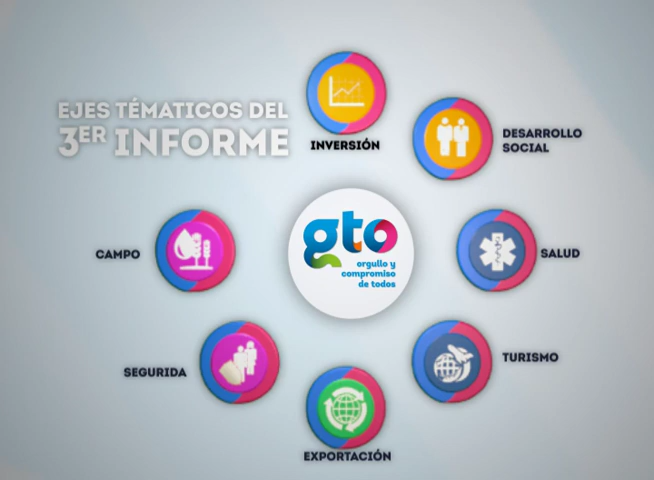 EJES TÉMATICOS DEL
3ER INFORME
INVERSIÓN
DESARROLLO
SOCIAL
CAMPO
gto
orgullo y
compromiso
de todos
SALUD
SEGURIDA
TURISMO
EXPORTACIÓN